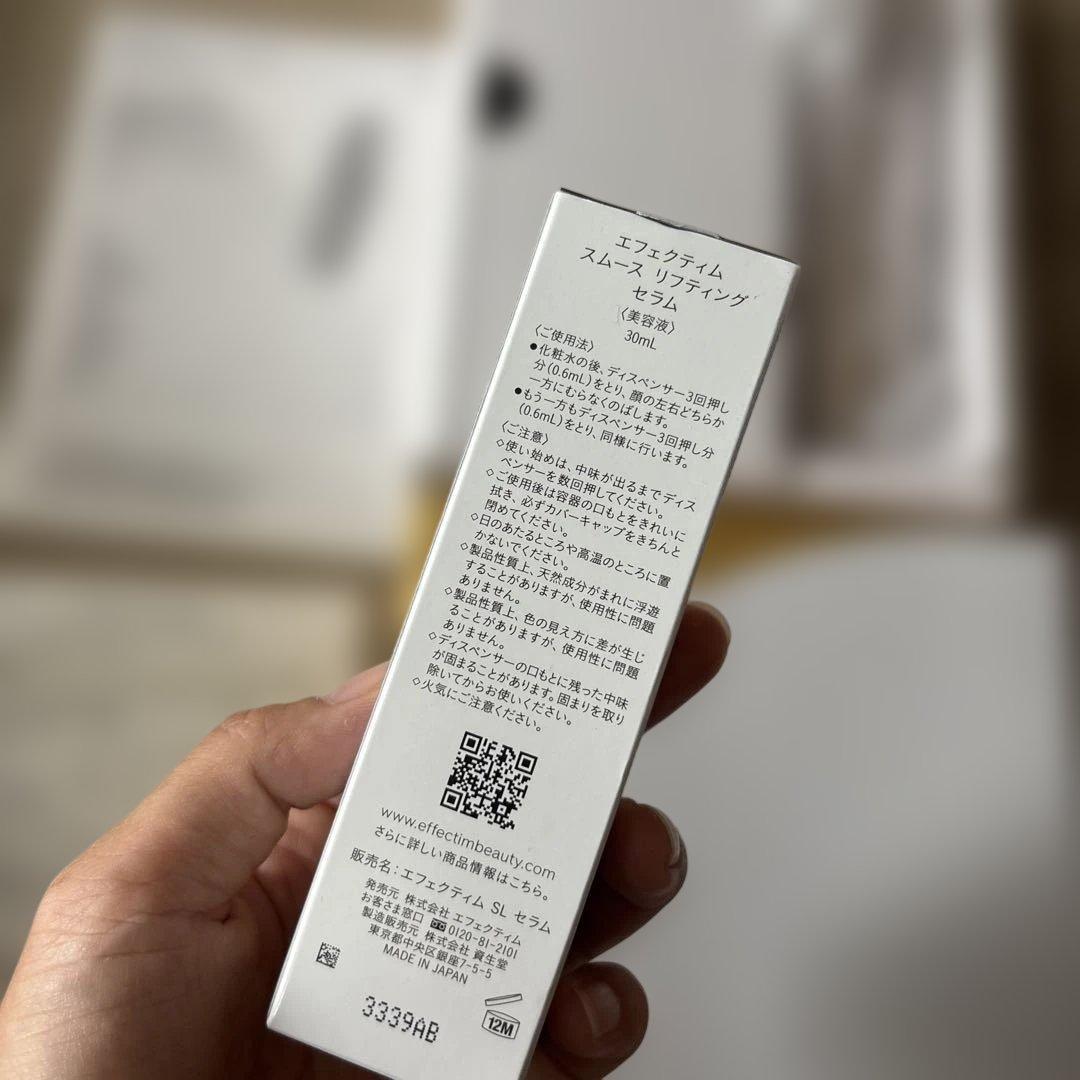 エフェクティム
スムース リフティング
セラム
〈美容液〉
30mL
〈ご使用法〉
●化粧水の後、ディスペンサー3回押し
分(0.6mL)をとり、顔の左右どちらか
一方にむらなくのばします。
●もう一方もディスペンサー3回押し分
(0.6mL)をとり、同様に行います。
〈ご注意〉
◇使い始めは、中味が出るまでディス
ペンサーを数回押してください。
◇ご使用後は容器の口もとをきれいに
拭き、必ずカバーキャップをきちんと
閉めてください。
◇日のあたるところや高温のところに置
かないでください。
◇製品性質上、天然成分がまれに浮遊
することがありますが、使用性に問題
ありません。
◇製品性質上、色の見え方に差が生じ
ることがありますが、使用性に問題
ありません。
◇ディスペンサーの口もとに残った中味
が固まることがあります。固まりを取り
除いてからお使いください。
◇火気にご注意ください。
www.effectimbeauty.com
さらに詳しい商品情報はこちら。
販売名:エフェクティム SL セラム
発売元 株式会社 エフェクティム
お客さま窓口 0120-81-2101
製造販売元 株式会社 資生堂
東京都中央区銀座7-5-5
MADE IN JAPAN
3339AB
12M